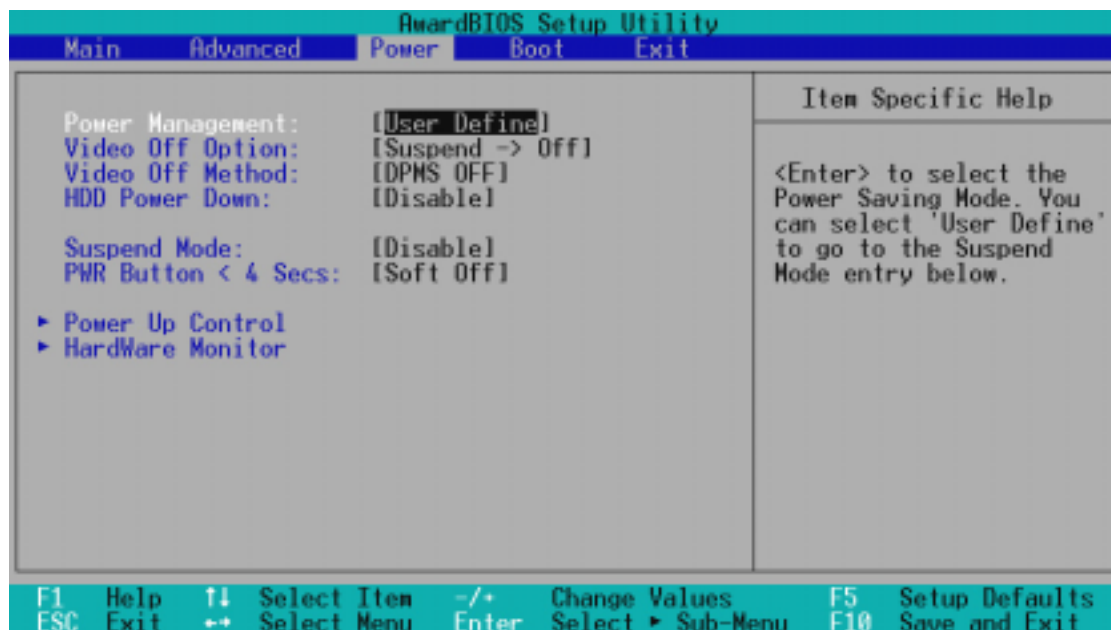 AwardBIOS Setup Utility
Main Advanced Power Boot Exit
Power Management: [User Define]
Video Off Option: [Suspend -> Off]
Video Off Method: [DPMS OFF]
HDD Power Down: [Disable]
Suspend Mode: [Disable]
PWR Button < 4 Secs: [Soft Off]
▸ Power Up Control
▸ HardWare Monitor
Item Specific Help
<Enter> to select the
Power Saving Mode. You
can select 'User Define'
to go to the Suspend
Mode entry below.
F1 Help ↑↓ Select Item -/+ Change Values F5 Setup Defaults
ESC Exit ←→ Select Menu Enter Select ▸ Sub-Menu F10 Save and Exit